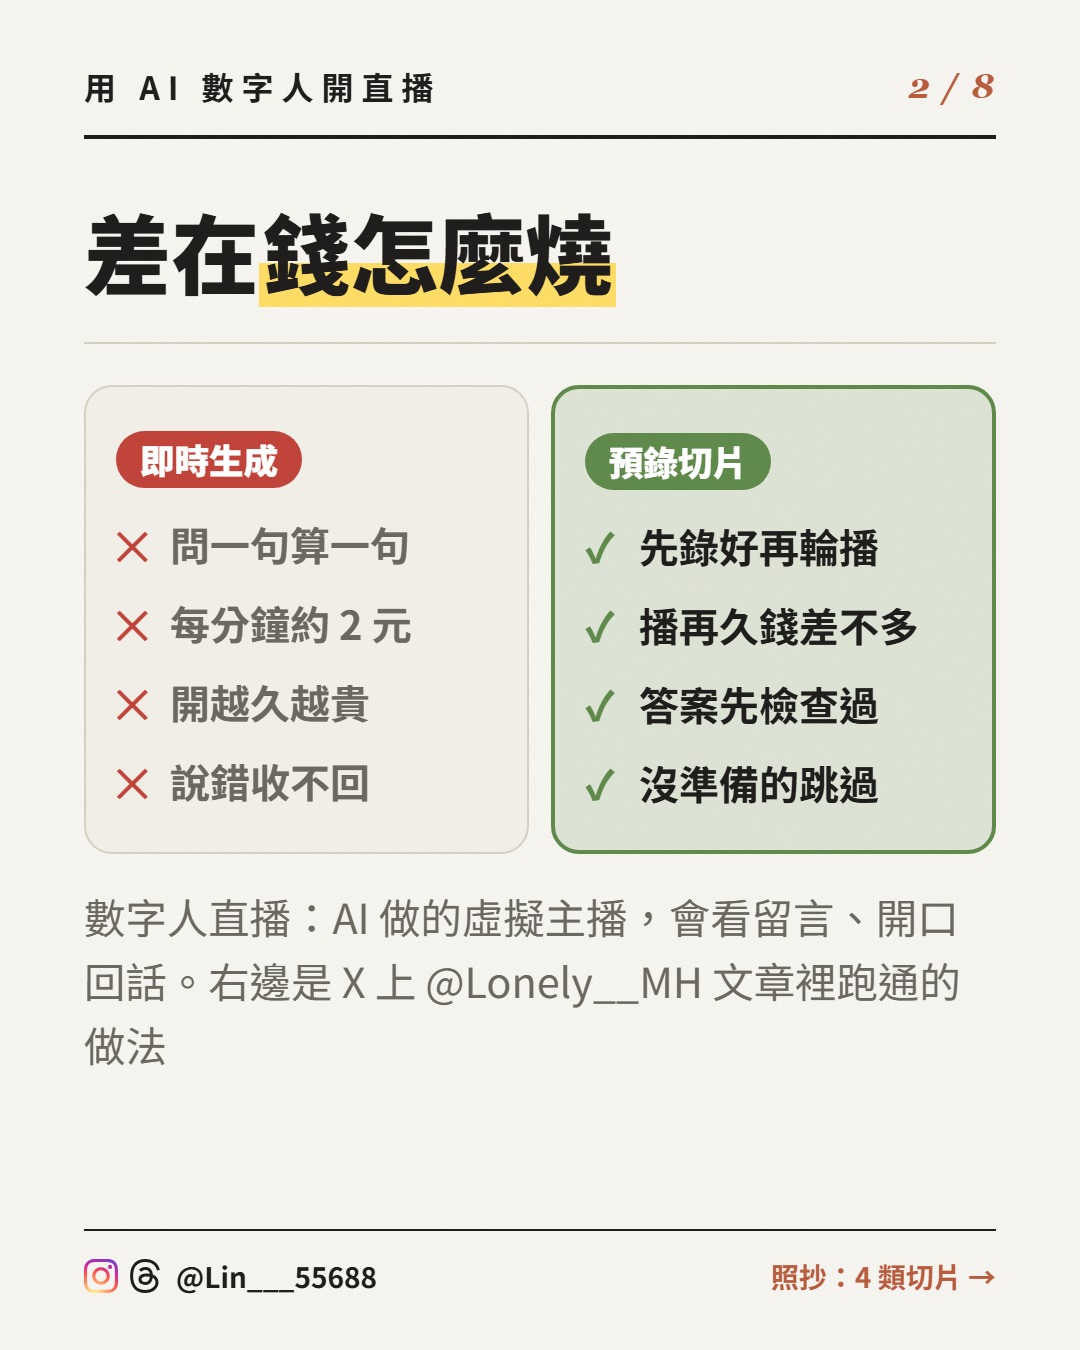 用 AI 數字人開直播
2 / 8
差在錢怎麼燒
即時生成
✕ 問一句算一句
✕ 每分鐘約 2 元
✕ 開越久越貴
✕ 說錯收不回
預錄切片
✓ 先錄好再輪播
✓ 播再久錢差不多
✓ 答案先檢查過
✓ 沒準備的跳過
數字人直播：AI 做的虛擬主播，會看留言、開口
回話。右邊是 X 上 @Lonely__MH 文章裡跑通的
做法
@Lin___55688
照抄：4 類切片 →